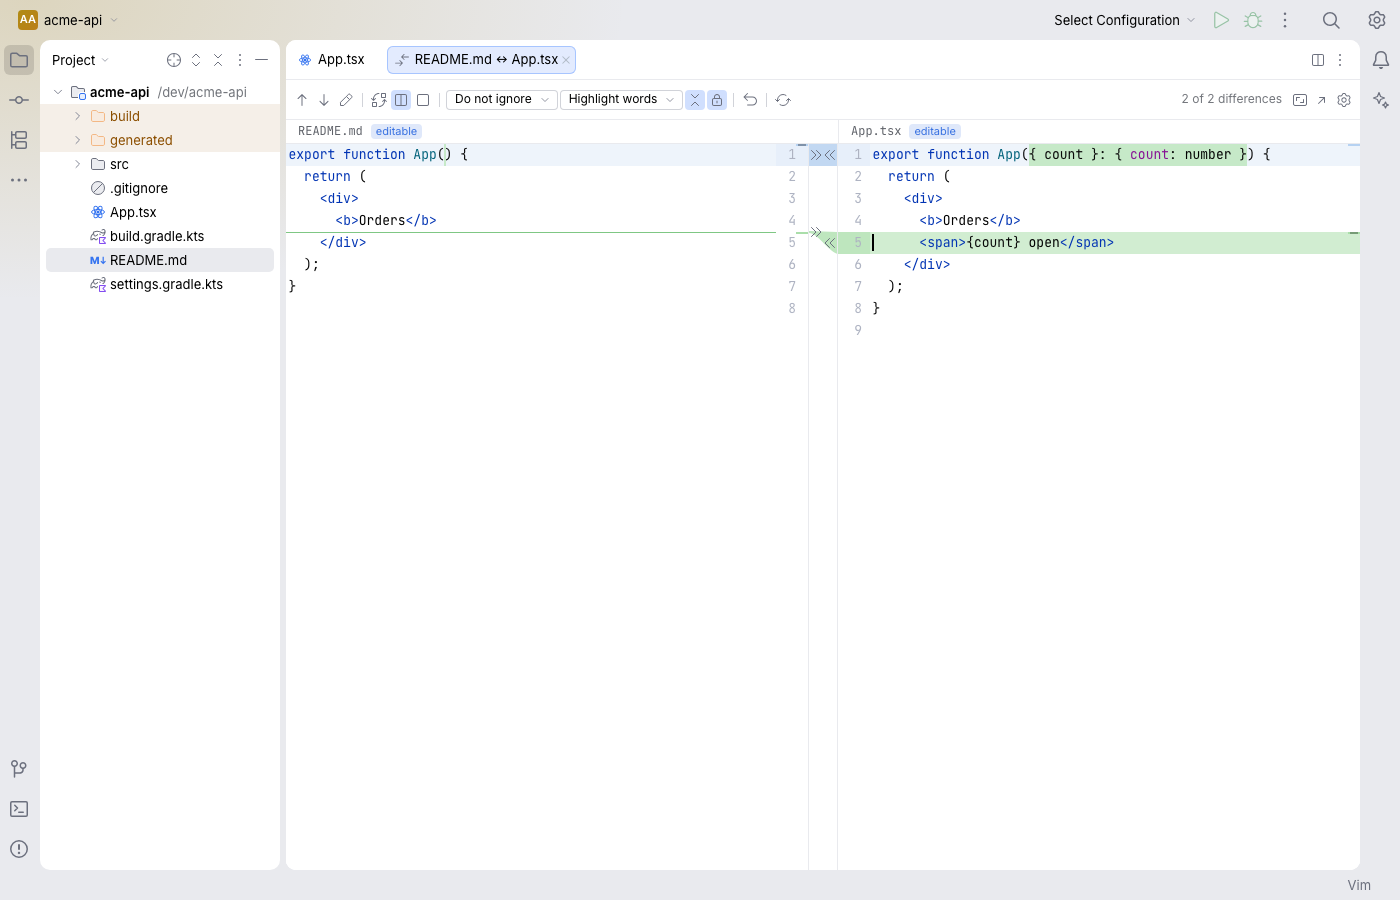 AA acme-api
Select Configuration
Project
App.tsx
README.md ↔ App.tsx
acme-api /dev/acme-api
build
generated
src
.gitignore
App.tsx
build.gradle.kts
README.md
settings.gradle.kts
Do not ignore
Highlight words
2 of 2 differences
README.md editable
export function App() { 1
return ( 2
<div> 3
<b>Orders</b> 4
</div> 5
); 6
} 7
8
App.tsx editable
1 export function App({ count }: { count: number }) {
2 return (
3 <div>
4 <b>Orders</b>
5 <span>{count} open</span>
6 </div>
7 );
8 }
9
Vim